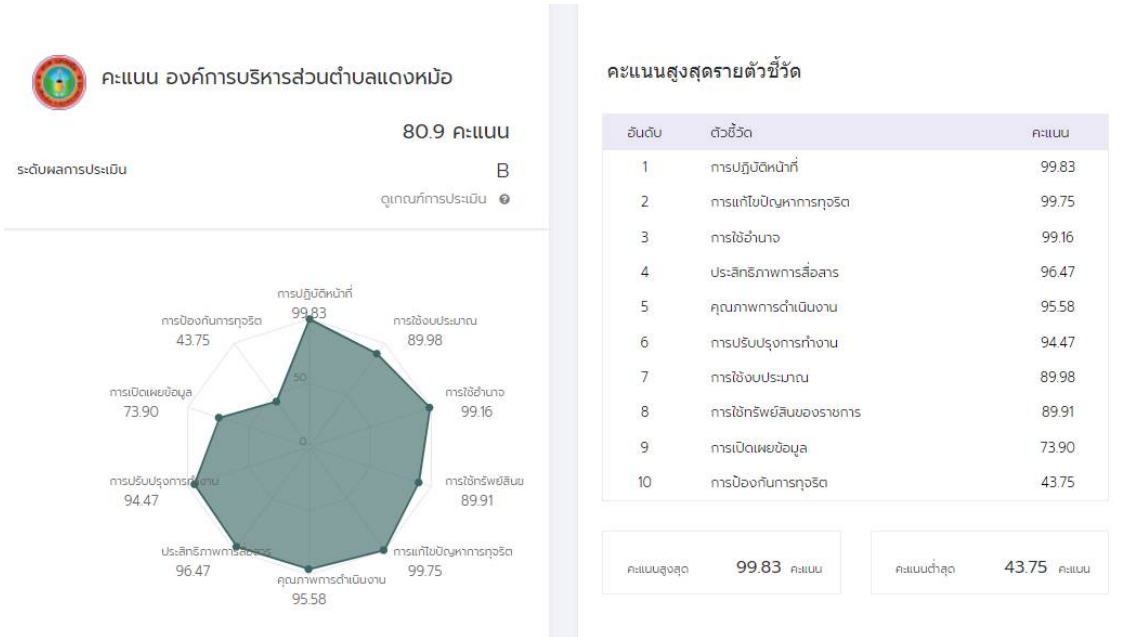 คะแนน องค์การบริหารส่วนตำบลแดงหม้อ
80.9 คะแนน
ระดับผลการประเมิน B
ดูเกณฑ์การประเมิน
การปฏิบัติหน้าที่
99.83
การป้องกันการทุจริต
43.75
การใช้งบประมาณ
89.98
50
การเปิดเผยข้อมูล
73.90
การใช้อำนาจ
99.16
0
การปรับปรุงการทำงาน
94.47
การใช้ทรัพย์สินข
89.91
ประสิทธิภาพการสื่อสาร
96.47
การแก้ไขปัญหาการทุจริต
99.75
คุณภาพการดำเนินงาน
95.58
คะแนนสูงสุดรายตัวชี้วัด
อันดับ ตัวชี้วัด คะแนน
1 การปฏิบัติหน้าที่ 99.83
2 การแก้ไขปัญหาการทุจริต 99.75
3 การใช้อำนาจ 99.16
4 ประสิทธิภาพการสื่อสาร 96.47
5 คุณภาพการดำเนินงาน 95.58
6 การปรับปรุงการทำงาน 94.47
7 การใช้งบประมาณ 89.98
8 การใช้ทรัพย์สินของราชการ 89.91
9 การเปิดเผยข้อมูล 73.90
10 การป้องกันการทุจริต 43.75
คะแนนสูงสุด 99.83 คะแนน
คะแนนต่ำสุด 43.75 คะแนน